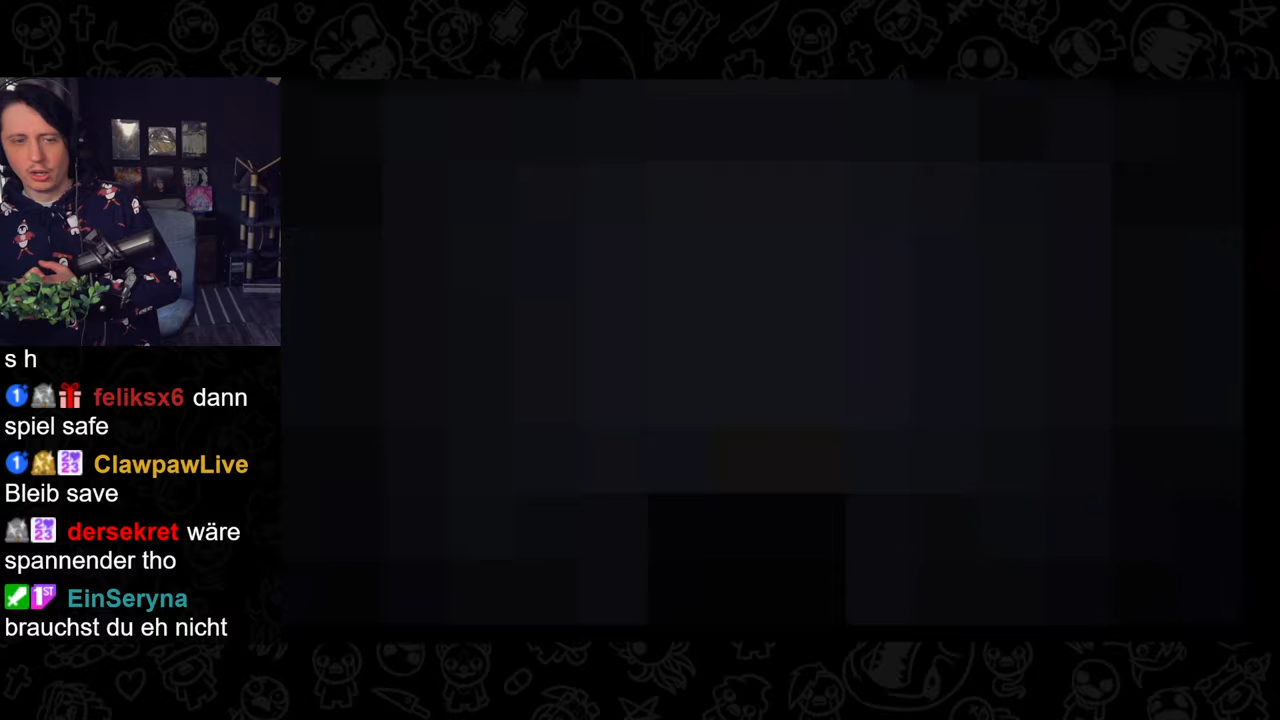 s h
feliksx6 dann
spiel safe
ClawpawLive
Bleib save
dersekret wäre
spannender tho
EinSeryna
brauchst du eh nicht